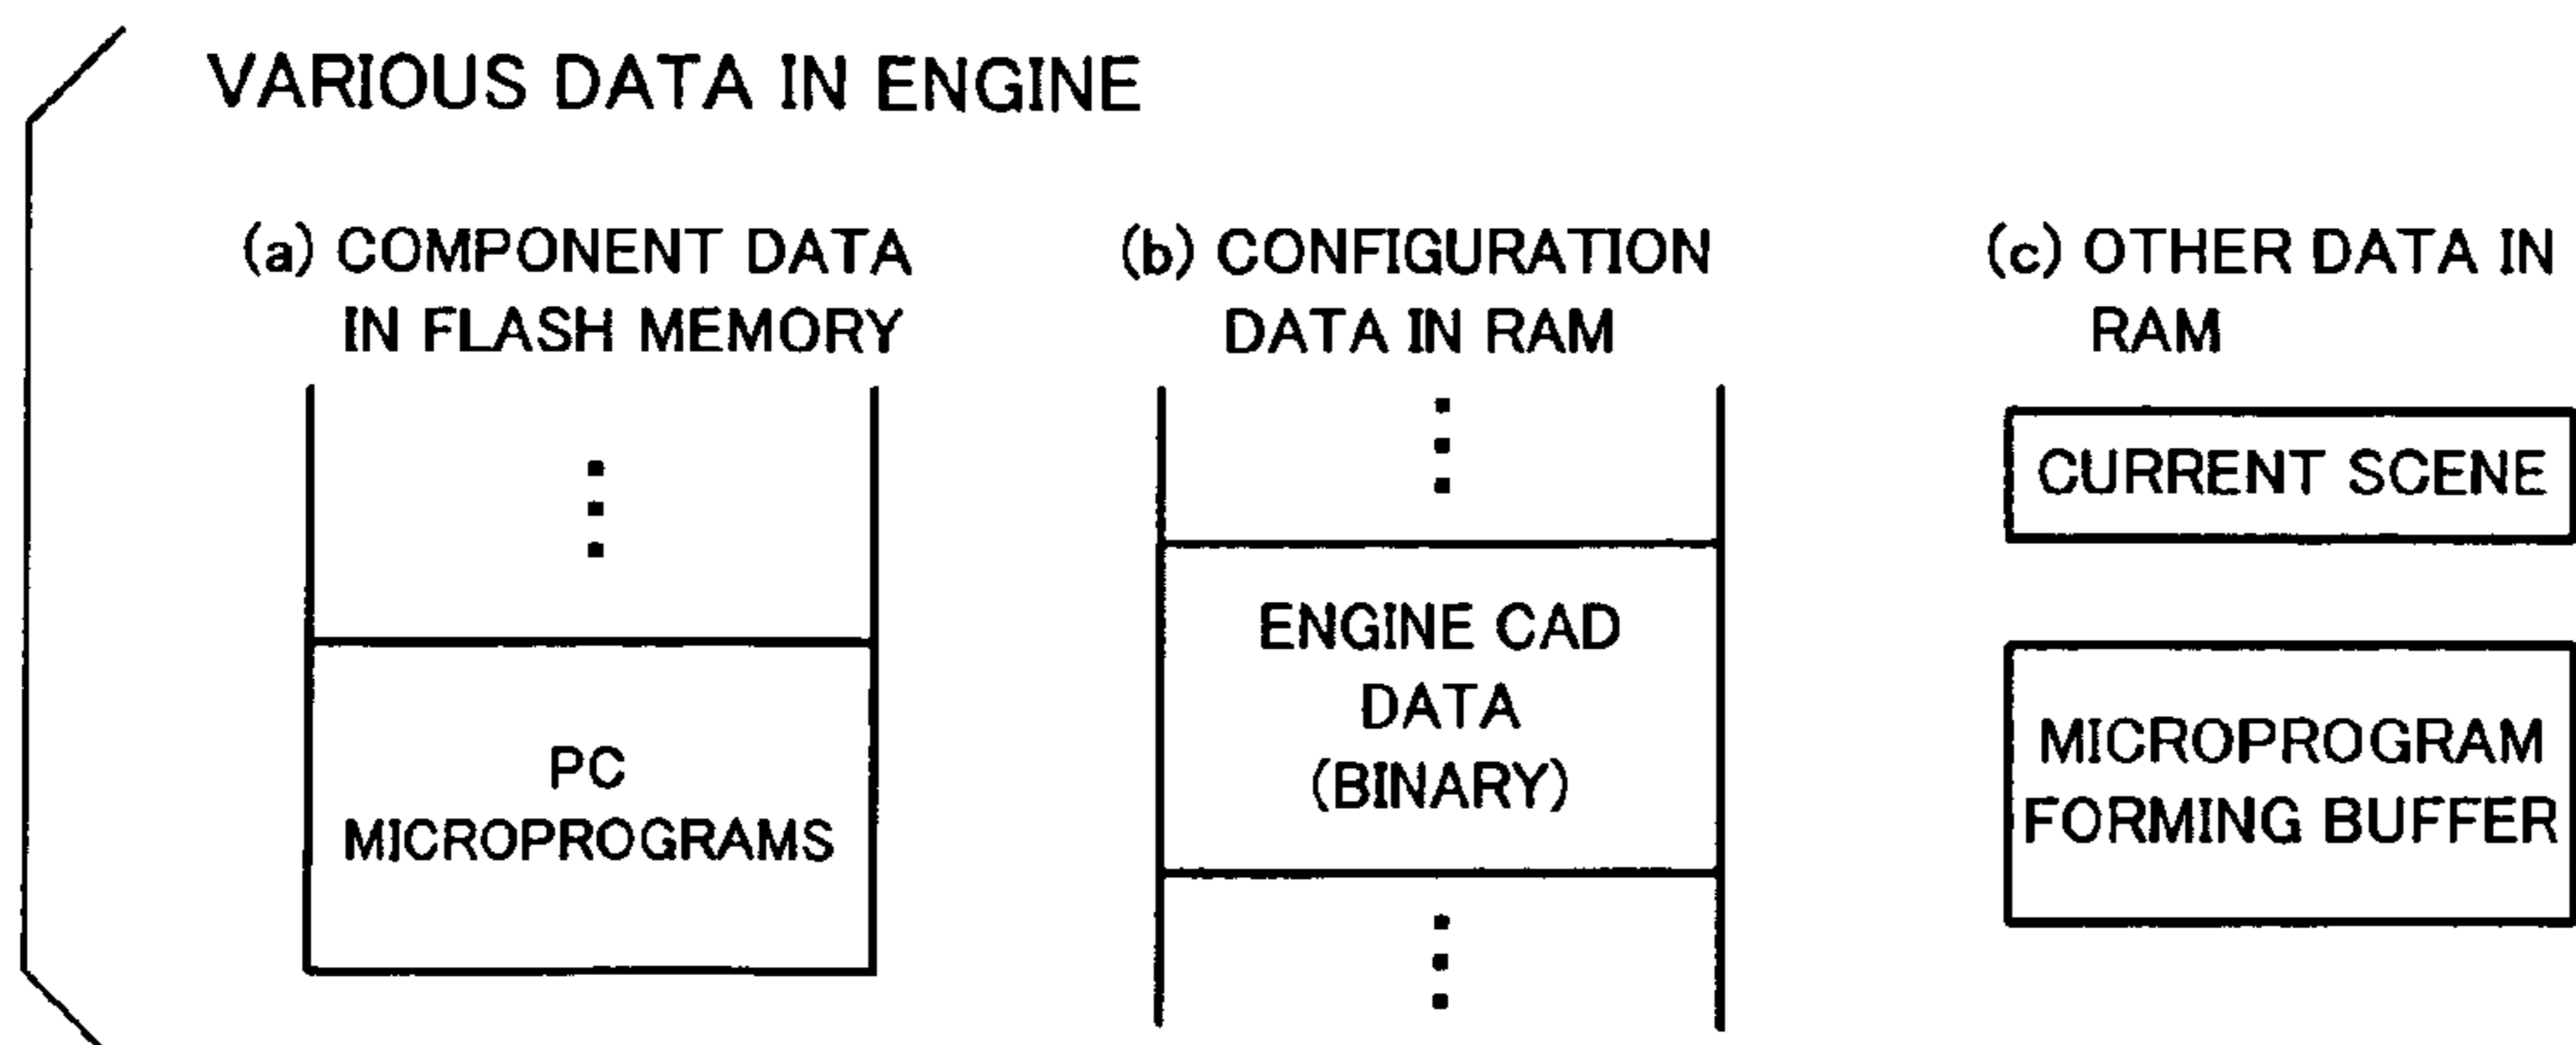 VARIOUS DATA IN ENGINE
(a) COMPONENT DATA
IN FLASH MEMORY
PC
MICROPROGRAMS
(b) CONFIGURATION
DATA IN RAM
ENGINE CAD
DATA
(BINARY)
(c) OTHER DATA IN
RAM
CURRENT SCENE
MICROPROGRAM
FORMING BUFFER